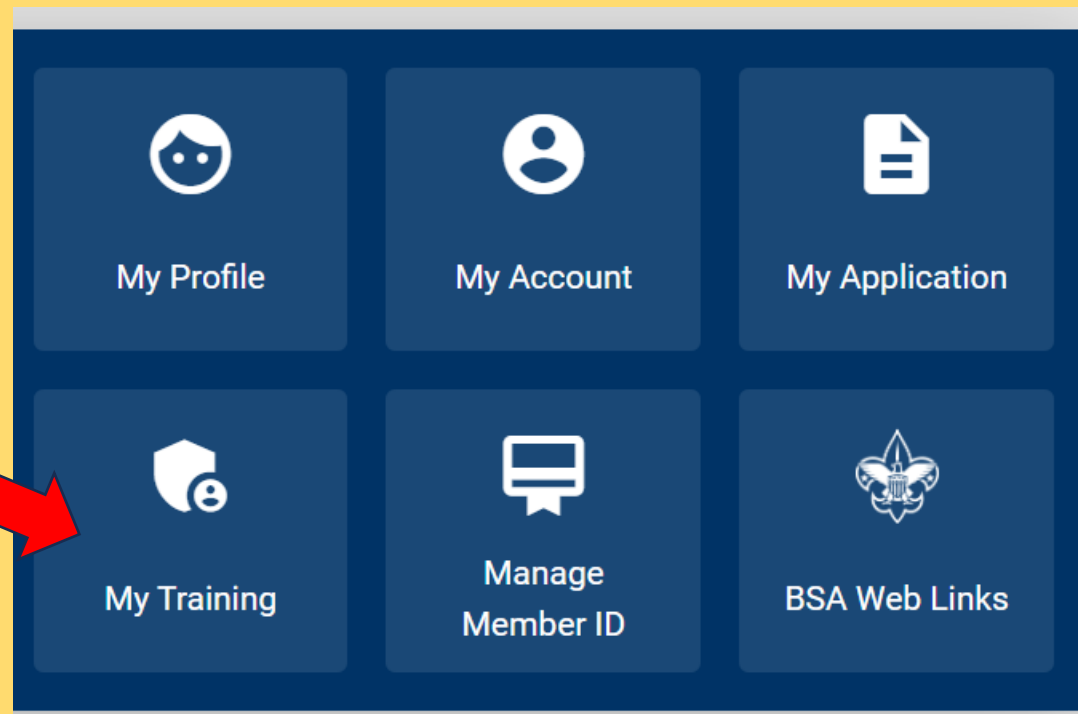 My Profile
My Account
My Application
My Training
Manage
Member ID
BSA Web Links